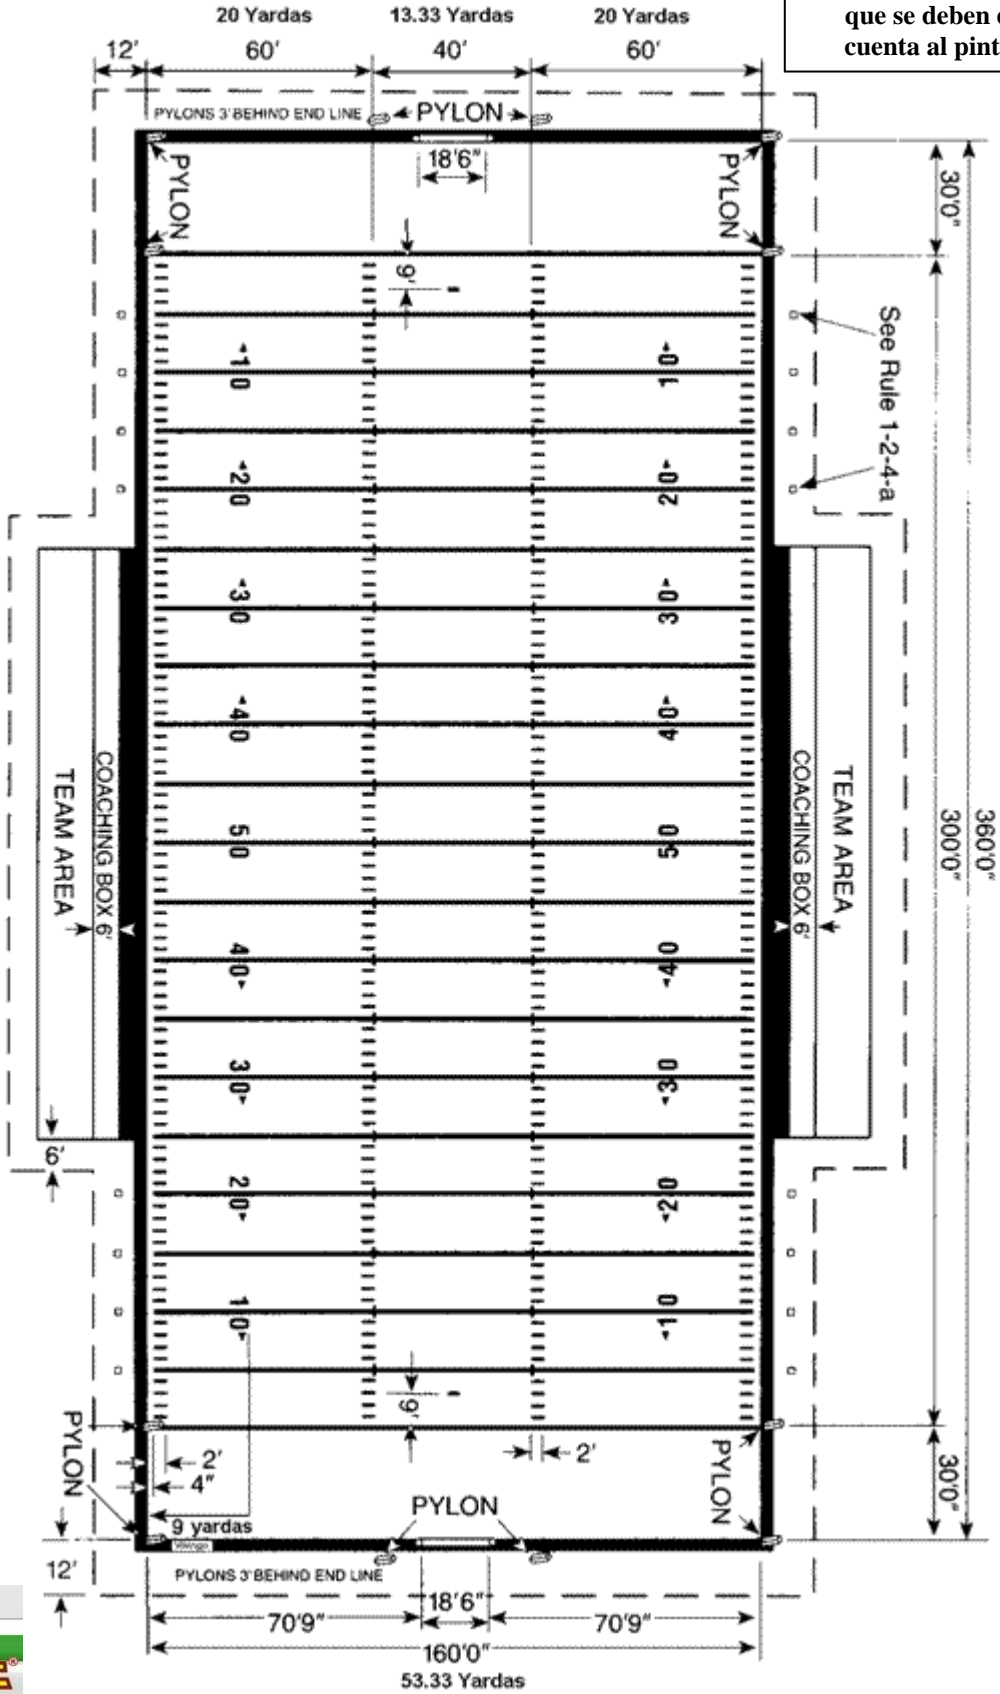 20 Yardas 13.33 Yardas 20 Yardas
que se deben
cuenta al pint
12' 60' 40' 60'
PYLONS 3' BEHIND END LINE PYLON
18'6"
PYLON
PYLON
30'0"
9'
See Rule 1-2-4-a
10 10
20 20
30 30
40 40
50 50
40 40
30 30
20 20
10 10
TEAM AREA
COACHING BOX 6'
COACHING BOX 6'
TEAM AREA
300'0"
360'0"
6'
9'
PYLON
2'
4"
2'
PYLON
30'0"
PYLON
9 yardas
12'
PYLONS 3' BEHIND END LINE
18'6"
70'9" 70'9"
160'0"
53.33 Yardas